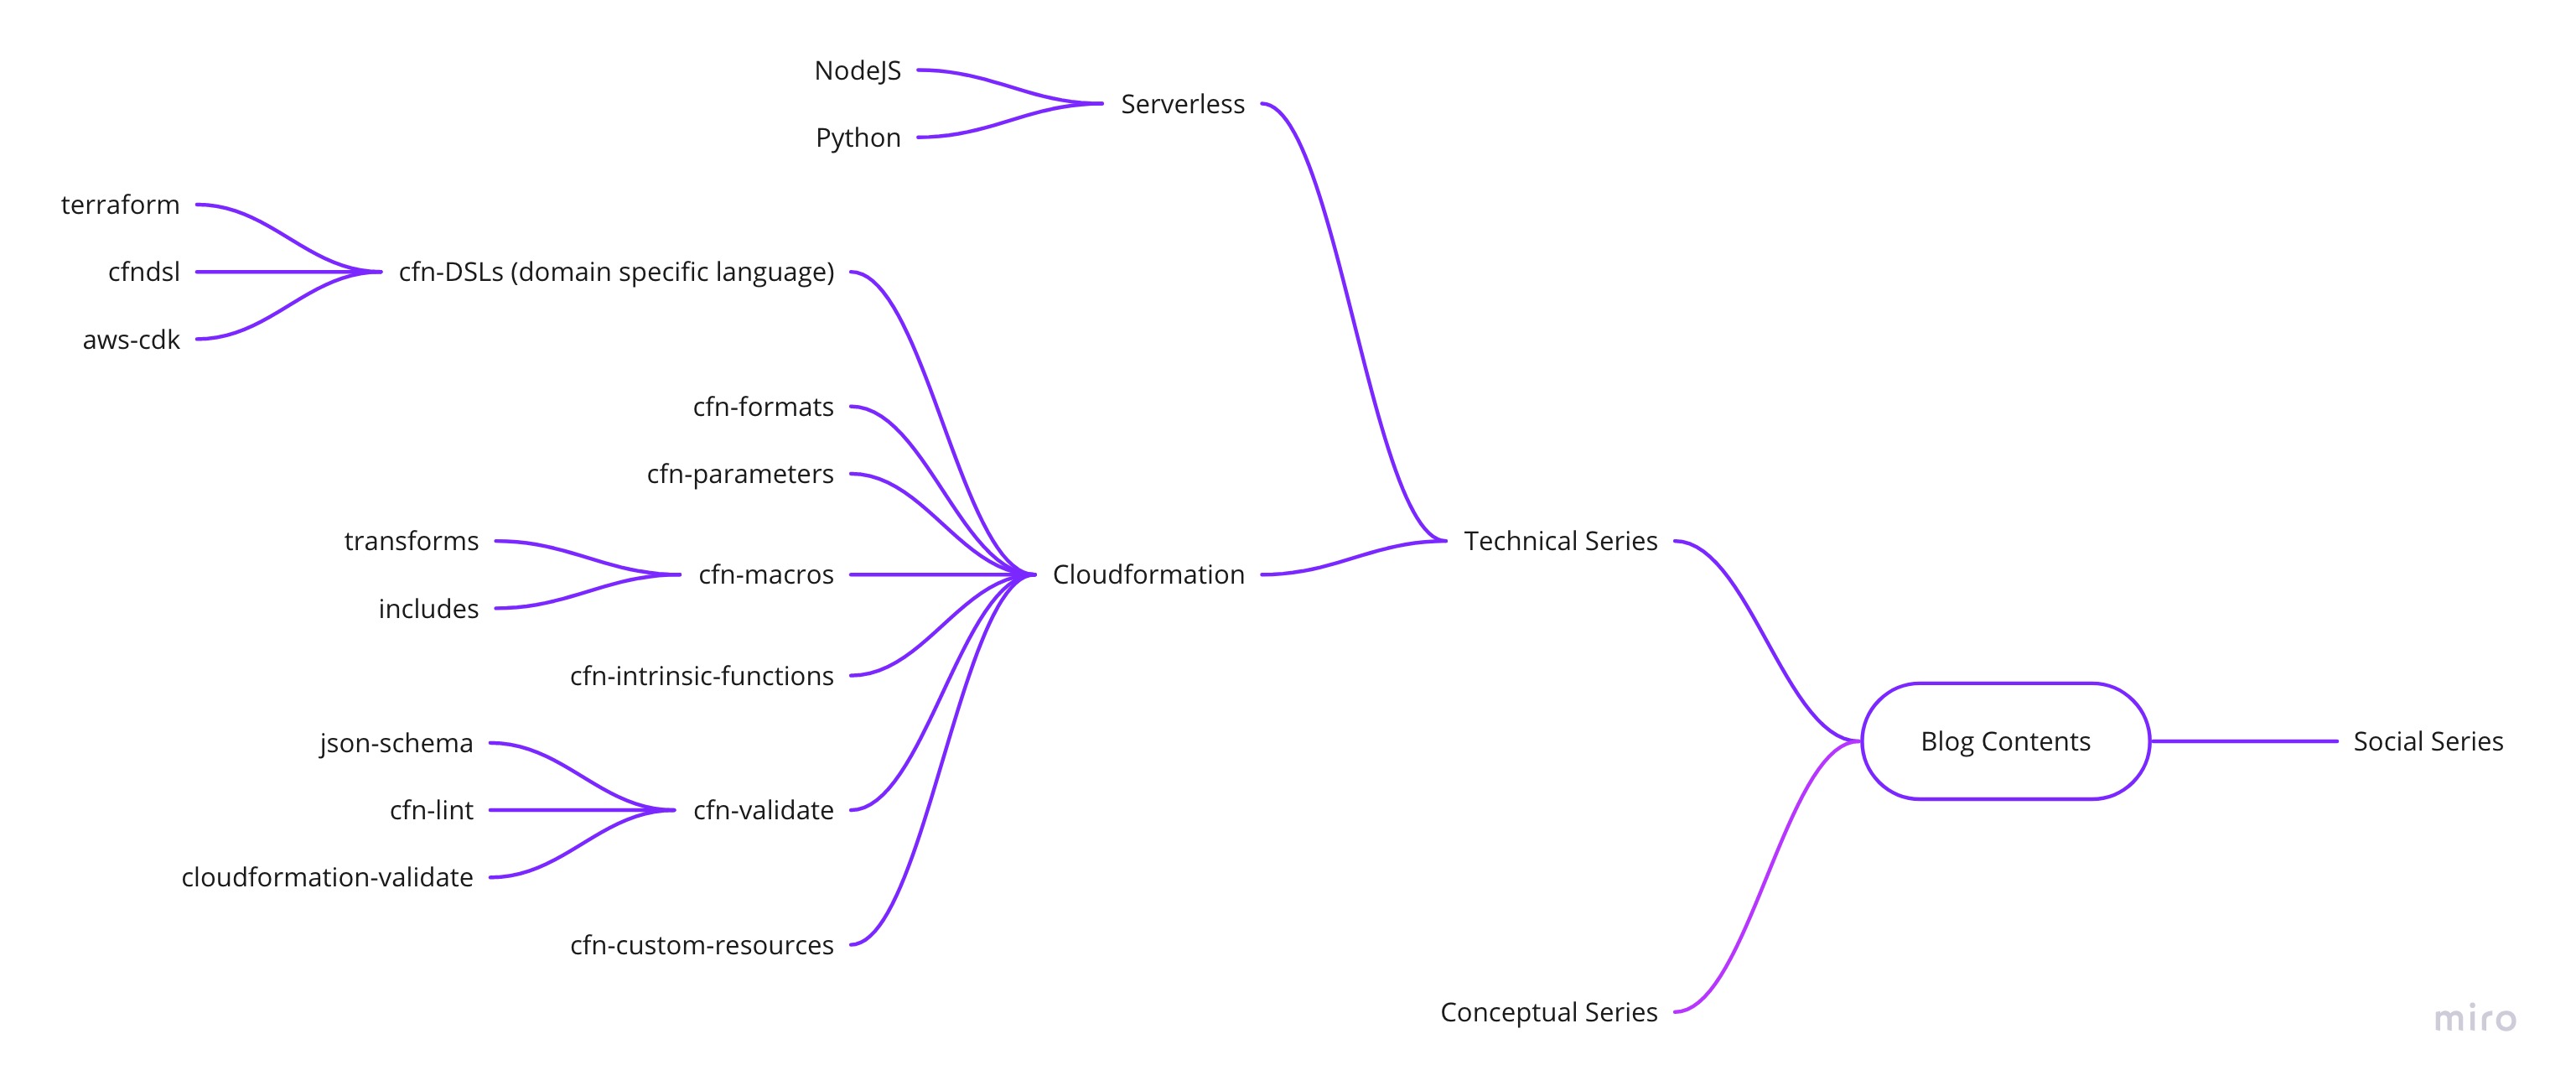 NodeJS
Serverless
Python
terraform
cfndsl
cfn-DSLs (domain specific language)
aws-cdk
cfn-formats
cfn-parameters
transforms
Technical Series
cfn-macros
Cloudformation
includes
cfn-intrinsic-functions
json-schema
Blog Contents
Social Series
cfn-lint
cfn-validate
cloudformation-validate
cfn-custom-resources
Conceptual Series
miro